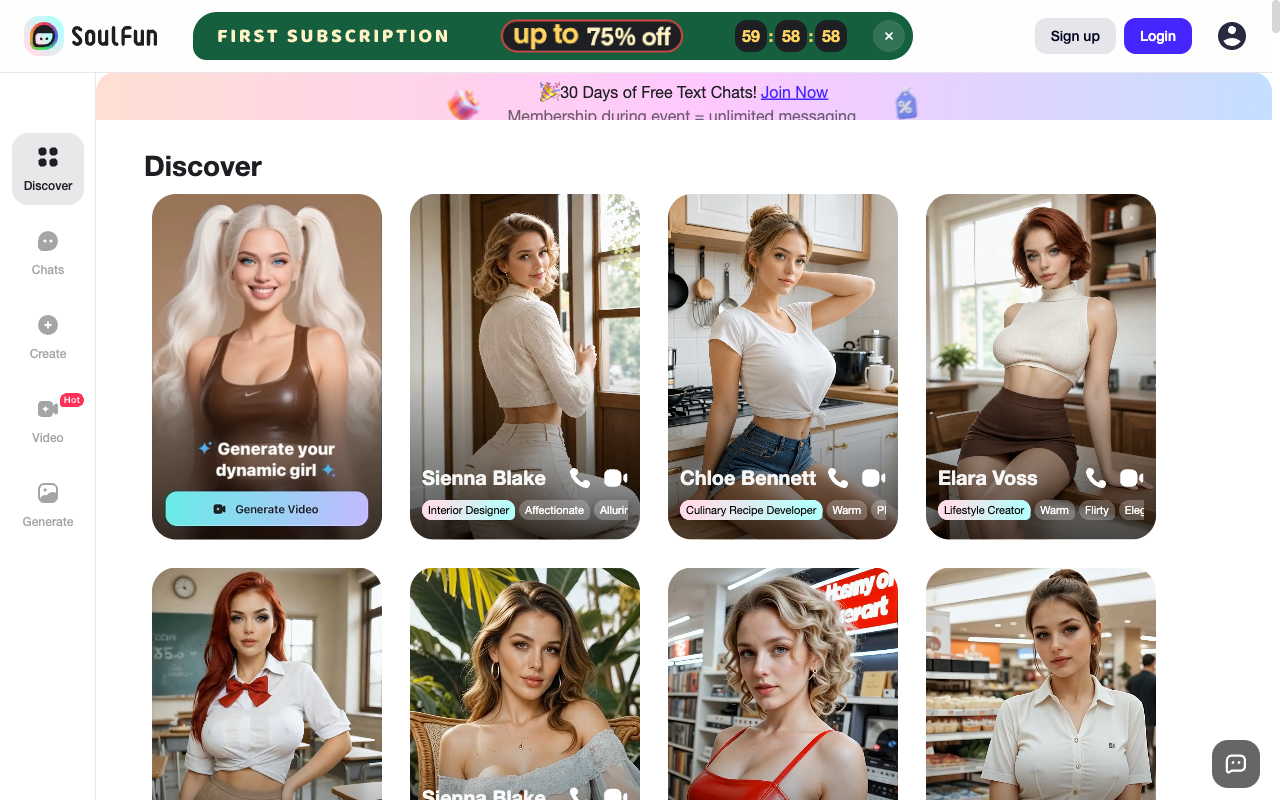 SoulFun
FIRST SUBSCRIPTION
up to 75% off
59 : 58 : 58
Sign up
Login
30 Days of Free Text Chats! Join Now
Membership during event = unlimited messaging
Discover
Chats
Create
Hot
Video
Generate
Discover
Generate your
dynamic girl
Generate Video
Sienna Blake
Interior Designer
Affectionate
Chloe Bennett
Culinary Recipe Developer
Warm
Elara Voss
Lifestyle Creator
Warm
Flirty
Sienna Blake